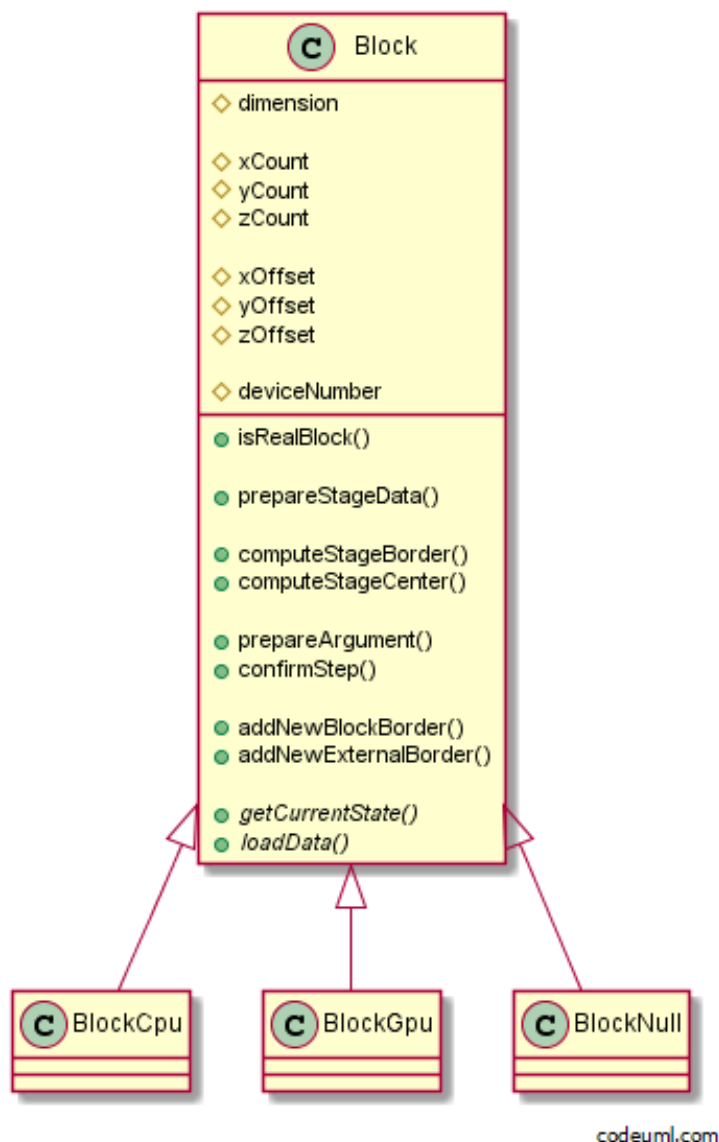 C Block
dimension
xCount
yCount
zCount
xOffset
yOffset
zOffset
deviceNumber
isRealBlock()
prepareStageData()
computeStageBorder()
computeStageCenter()
prepareArgument()
confirmStep()
addNewBlockBorder()
addNewExternalBorder()
getCurrentState()
loadData()
C BlockCpu
C BlockGpu
C BlockNull
codeuml.com